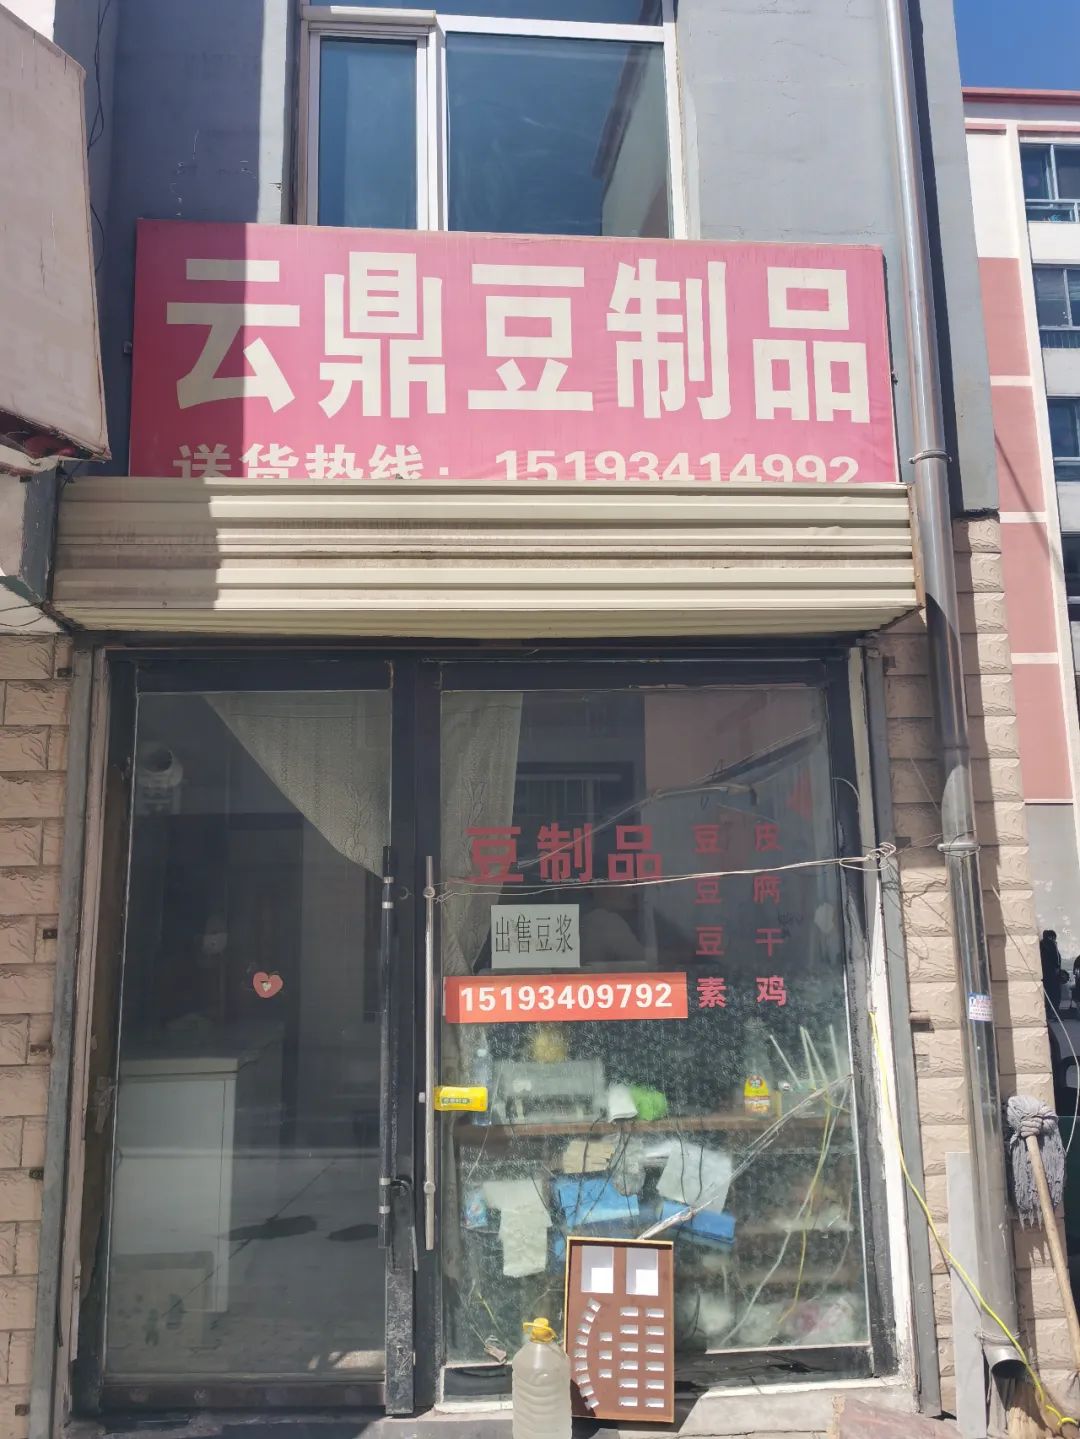 云鼎豆制品
送货热线：15193414992
豆制品
出售豆浆
15193409792
豆皮
豆腐
豆干
素鸡